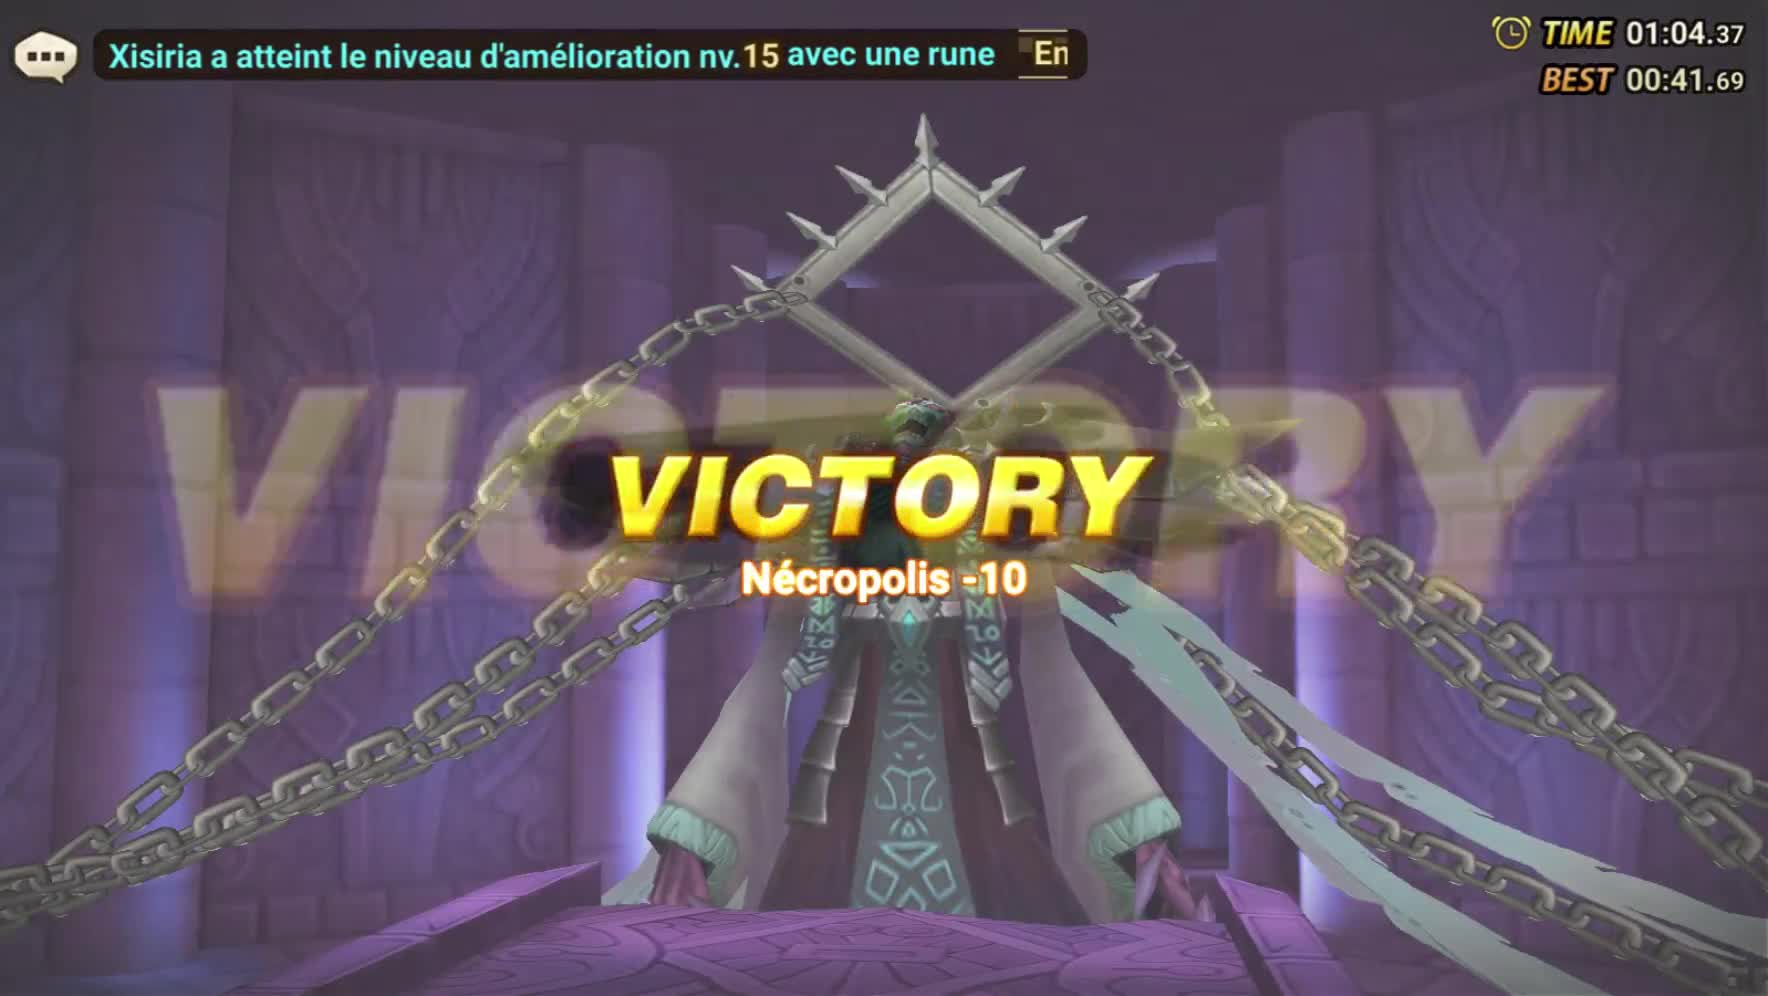 Xisiria a atteint le niveau d'amélioration nv.15 avec une rune En
TIME 01:04.37
BEST 00:41.69
VICTORY
VICTORY
Nécropolis -10